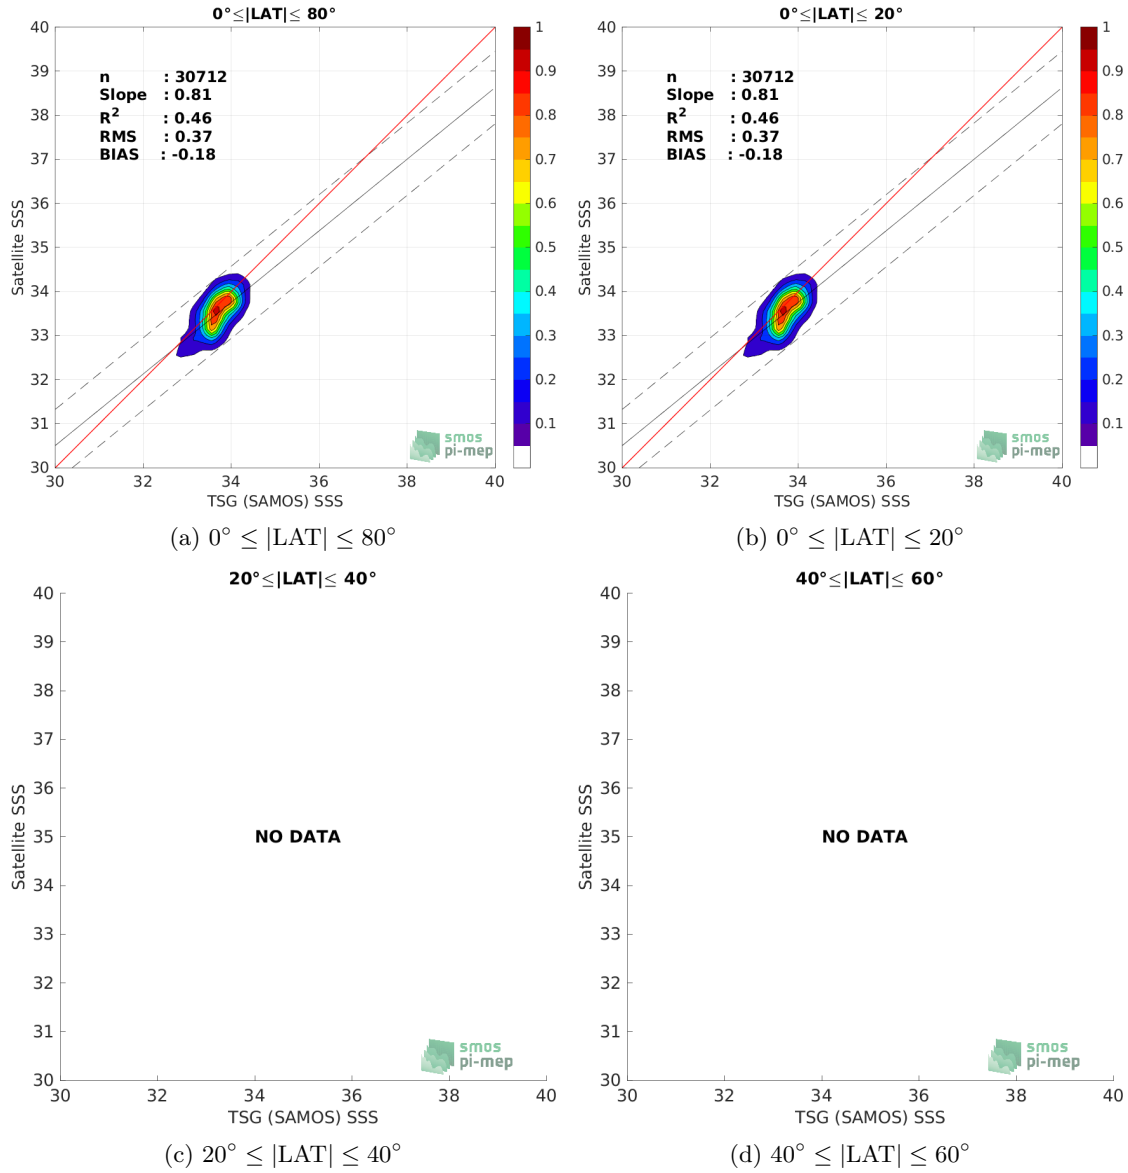 0°≤|LAT|≤ 80°
40
39
38
37
36
35
34
33
32
31
30
Satellite SSS
n : 30712
Slope : 0.81
R² : 0.46
RMS : 0.37
BIAS : -0.18
smos
pi-mep
30 32 34 36 38 40
TSG (SAMOS) SSS
1
0.9
0.8
0.7
0.6
0.5
0.4
0.3
0.2
0.1
(a) 0° ≤ |LAT| ≤ 80°
0°≤|LAT|≤ 20°
40
39
38
37
36
35
34
33
32
31
30
Satellite SSS
n : 30712
Slope : 0.81
R² : 0.46
RMS : 0.37
BIAS : -0.18
smos
pi-mep
30 32 34 36 38 40
TSG (SAMOS) SSS
1
0.9
0.8
0.7
0.6
0.5
0.4
0.3
0.2
0.1
(b) 0° ≤ |LAT| ≤ 20°
20°≤|LAT|≤ 40°
40
39
38
37
36
35
34
33
32
31
30
Satellite SSS
NO DATA
smos
pi-mep
30 32 34 36 38 40
TSG (SAMOS) SSS
(c) 20° ≤ |LAT| ≤ 40°
40°≤|LAT|≤ 60°
40
39
38
37
36
35
34
33
32
31
30
Satellite SSS
NO DATA
smos
pi-mep
30 32 34 36 38 40
TSG (SAMOS) SSS
(d) 40° ≤ |LAT| ≤ 60°